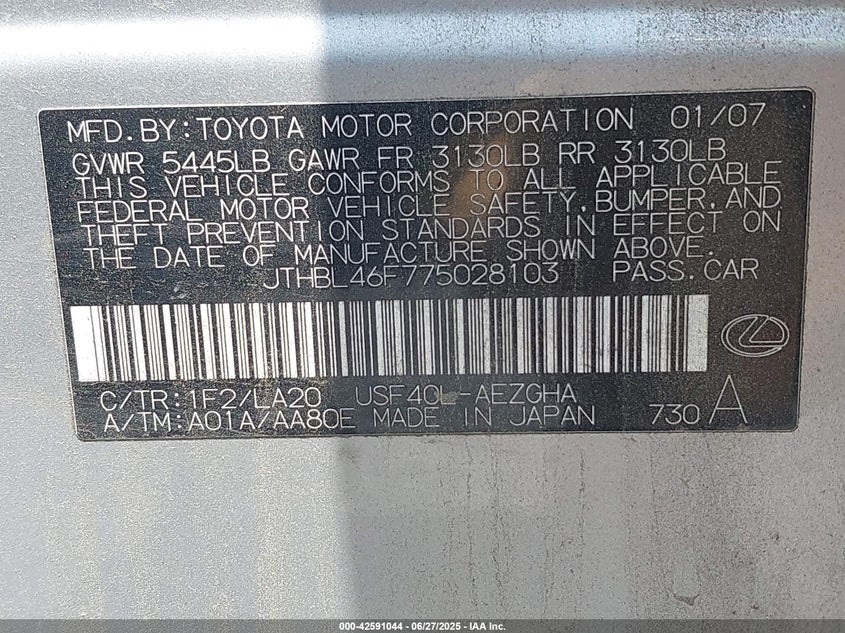 MFD.BY:TOYOTA MOTOR CORPORATION 01/07
GVWR 5445LB GAWR FR 3130LB RR 3130LB
THIS VEHICLE CONFORMS TO ALL APPLICABLE
FEDERAL MOTOR VEHICLE SAFETY,BUMPER,AND
THEFT PREVENTION STANDARDS IN EFFECT ON
THE DATE OF MANUFACTURE SHOWN ABOVE.
JTHBL46F775028103 PASS.CAR
C/TR:1F2/LA20 USF40L-AEZGHA
A/TM:A01A/AA80E MADE IN JAPAN 730 A
000-42591044 - 06/27/2025 - IAA Inc.